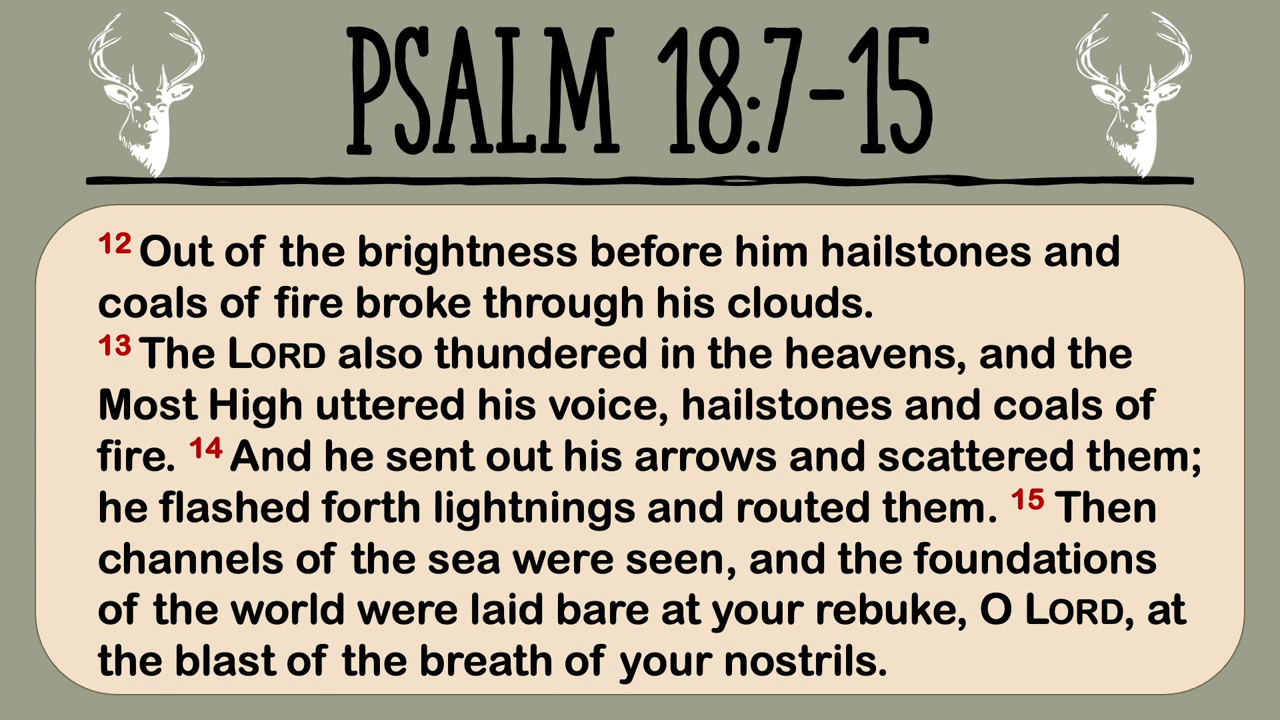 PSALM 18:7-15
12 Out of the brightness before him hailstones and
coals of fire broke through his clouds.
13 The LORD also thundered in the heavens, and the
Most High uttered his voice, hailstones and coals of
fire. 14 And he sent out his arrows and scattered them;
he flashed forth lightnings and routed them. 15 Then
channels of the sea were seen, and the foundations
of the world were laid bare at your rebuke, O LORD, at
the blast of the breath of your nostrils.